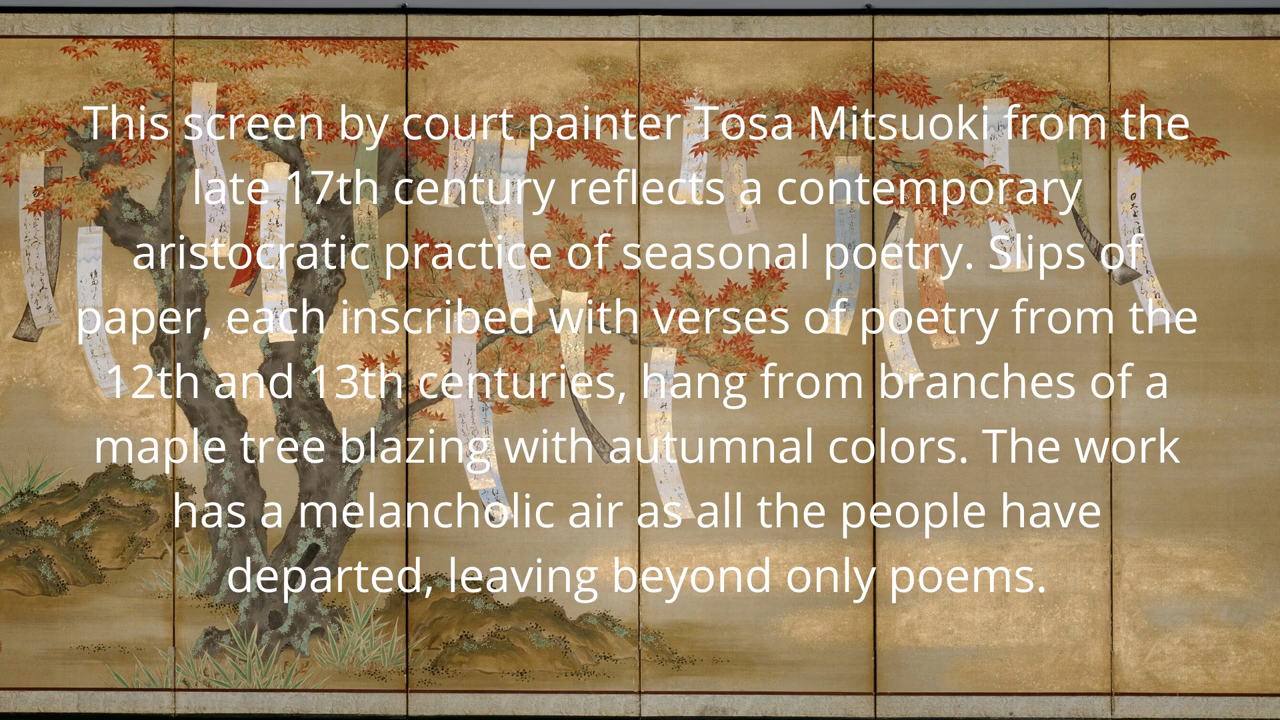 This screen by court painter Tosa Mitsuoki from the
late 17th century reflects a contemporary
aristocratic practice of seasonal poetry. Slips of
paper, each inscribed with verses of poetry from the
12th and 13th centuries, hang from branches of a
maple tree blazing with autumnal colors. The work
has a melancholic air as all the people have
departed, leaving beyond only poems.